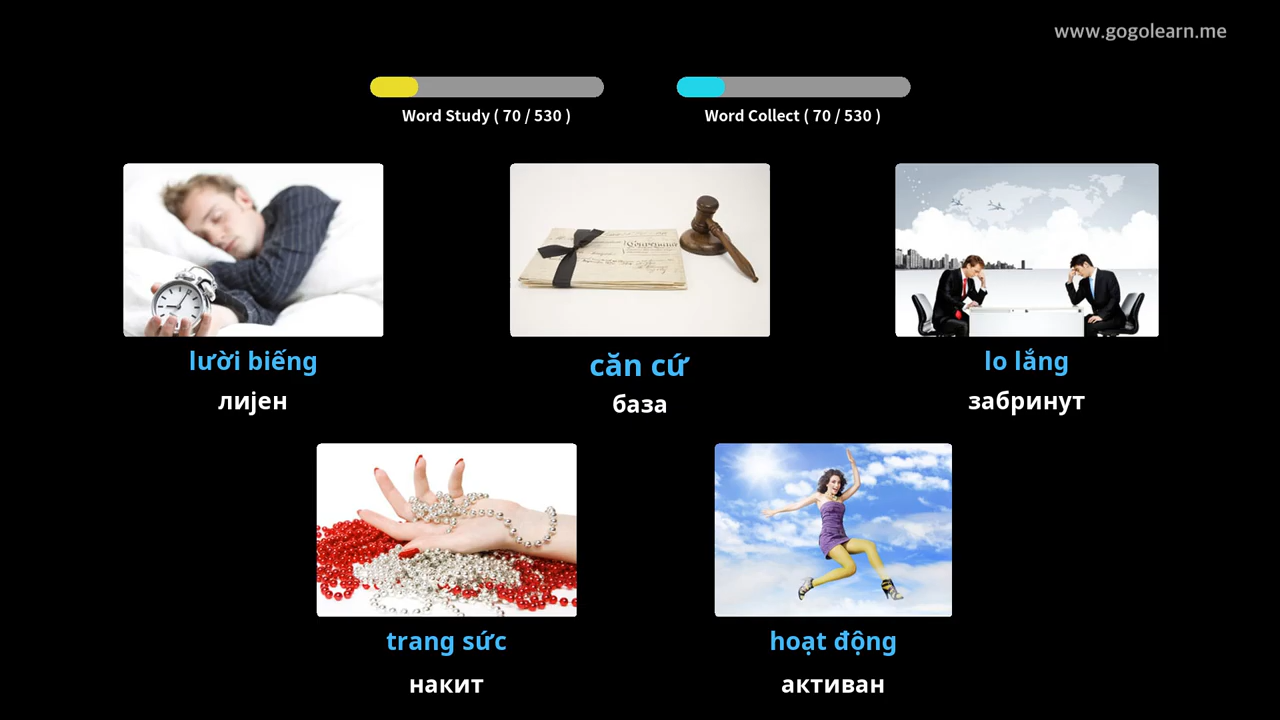 www.gogolearn.me
Word Study ( 70 / 530 )
Word Collect ( 70 / 530 )
lười biếng
căn cứ
lo lắng
лијен
база
забринут
trang sức
hoạt động
накит
активан